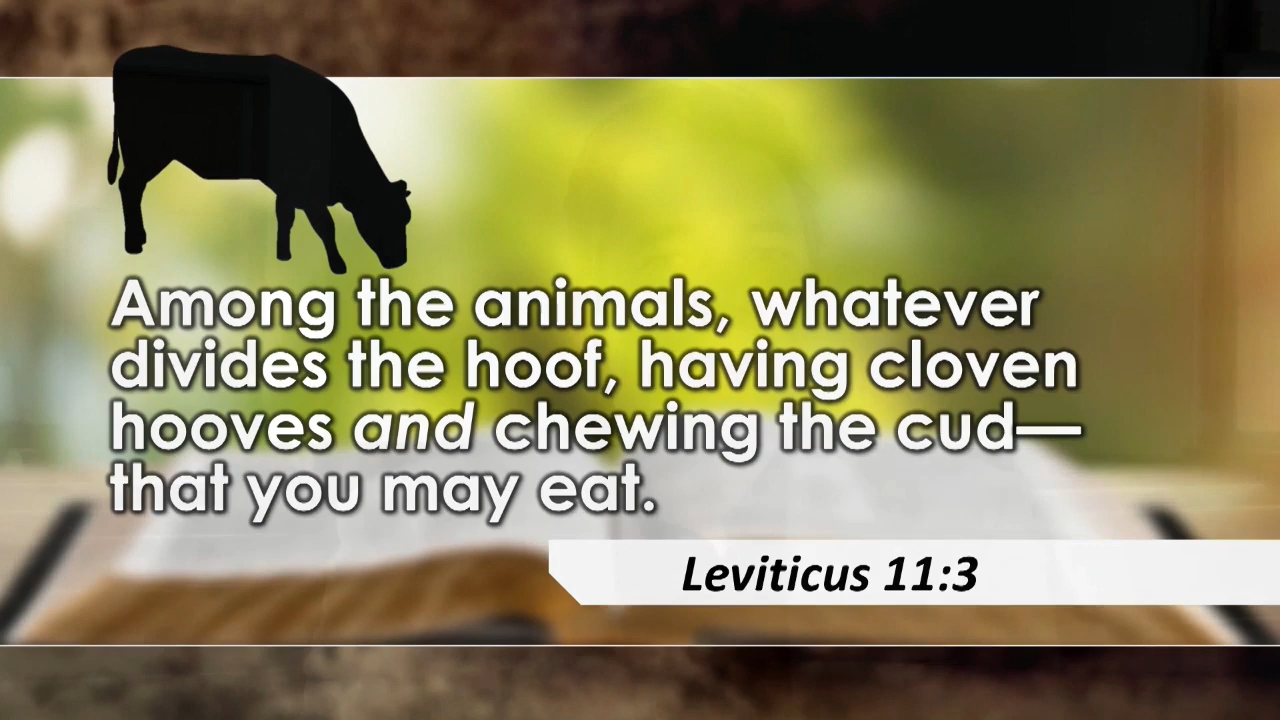 Among the animals, whatever
divides the hoof, having cloven
hooves and chewing the cud—
that you may eat.
Leviticus 11:3